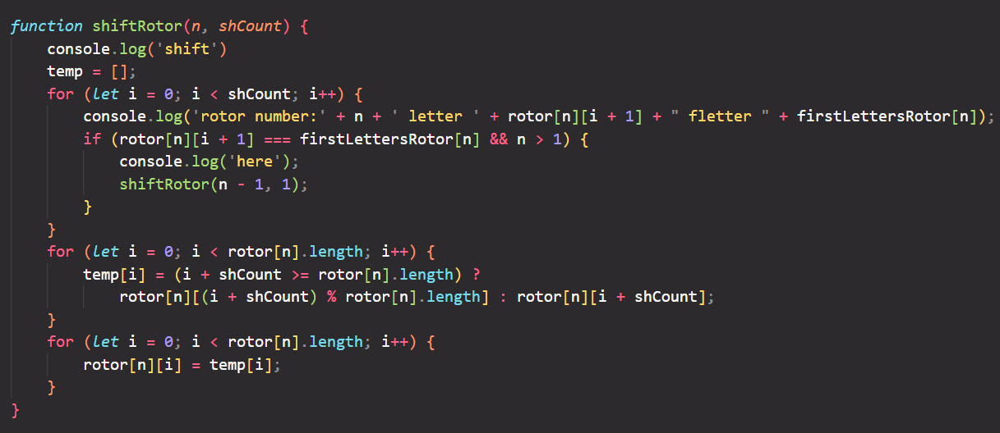 function shiftRotor(n, shCount) {
    console.log('shift')
    temp = [];
    for (let i = 0; i < shCount; i++) {
        console.log('rotor number:' + n + ' letter ' + rotor[n][i + 1] + " fletter " + firstLettersRotor[n]);
        if (rotor[n][i + 1] === firstLettersRotor[n] && n > 1) {
            console.log('here');
            shiftRotor(n - 1, 1);
        }
    }
    for (let i = 0; i < rotor[n].length; i++) {
        temp[i] = (i + shCount >= rotor[n].length) ?
            rotor[n][(i + shCount) % rotor[n].length] : rotor[n][i + shCount];
    }
    for (let i = 0; i < rotor[n].length; i++) {
        rotor[n][i] = temp[i];
    }
}